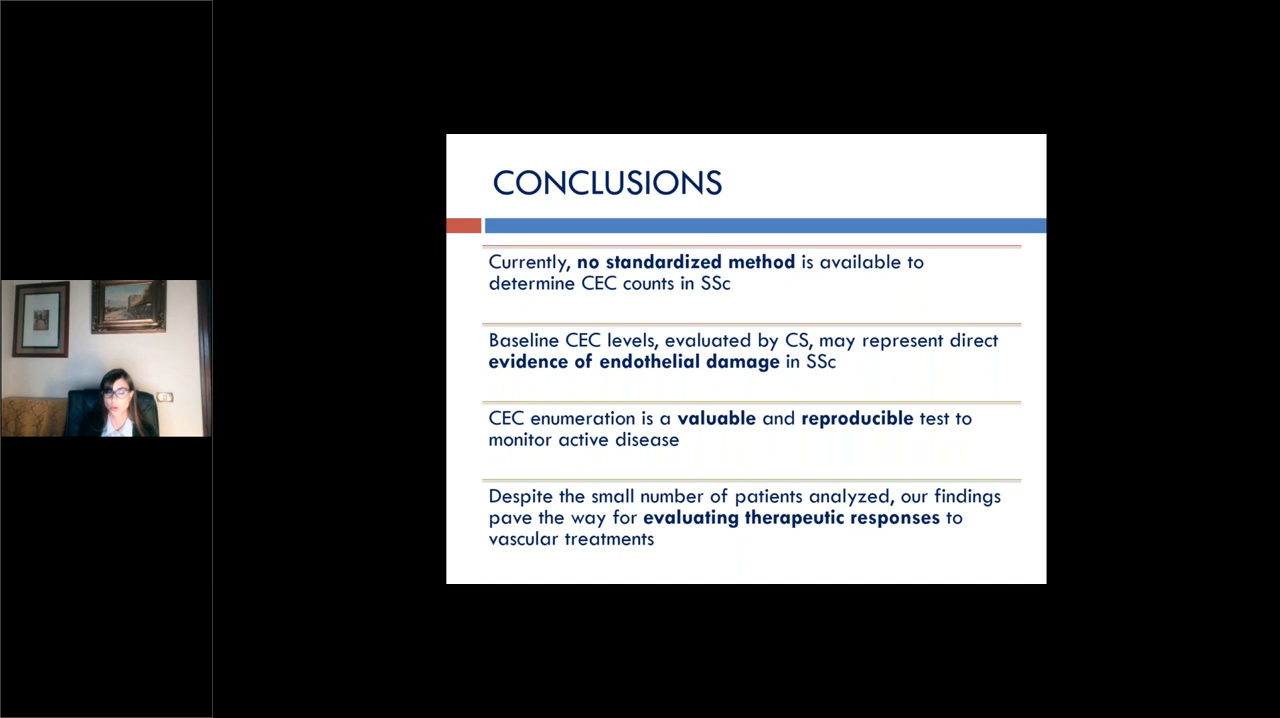 CONCLUSIONS
Currently, no standardized method is available to
determine CEC counts in SSc
Baseline CEC levels, evaluated by CS, may represent direct
evidence of endothelial damage in SSc
CEC enumeration is a valuable and reproducible test to
monitor active disease
Despite the small number of patients analyzed, our findings
pave the way for evaluating therapeutic responses to
vascular treatments